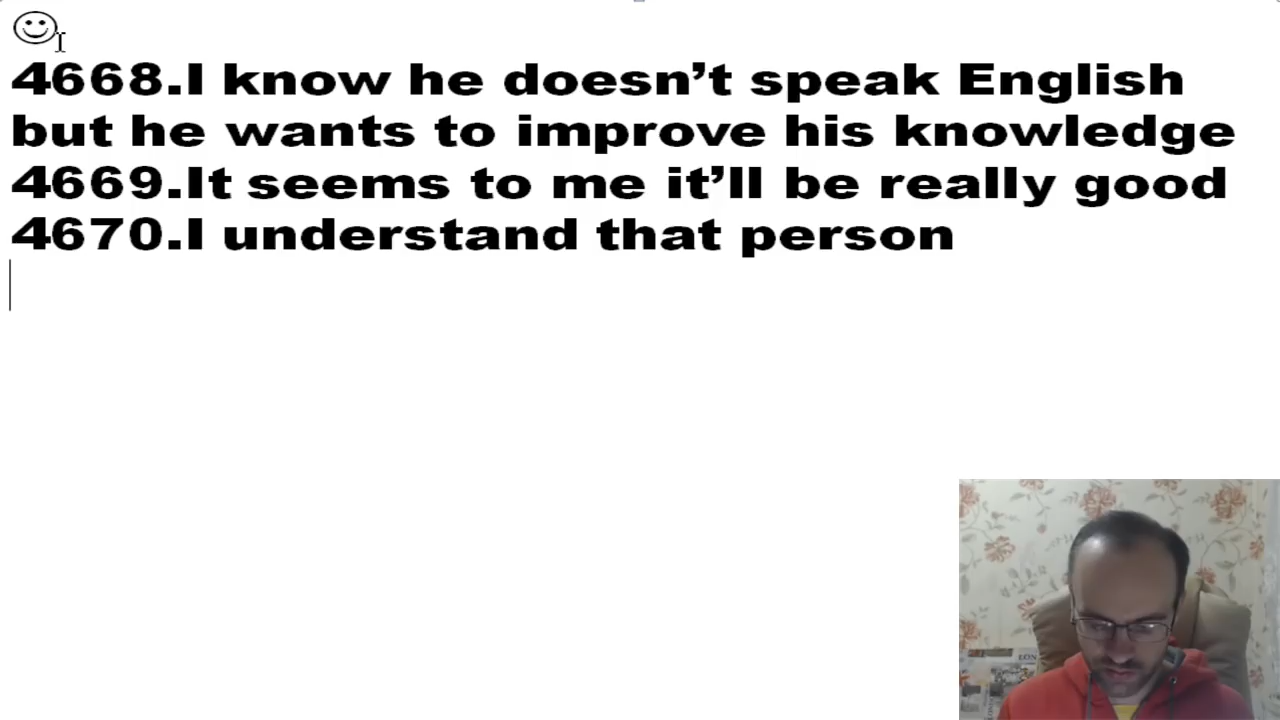 4668.I know he doesn’t speak English
but he wants to improve his knowledge
4669.It seems to me it’ll be really good
4670.I understand that person